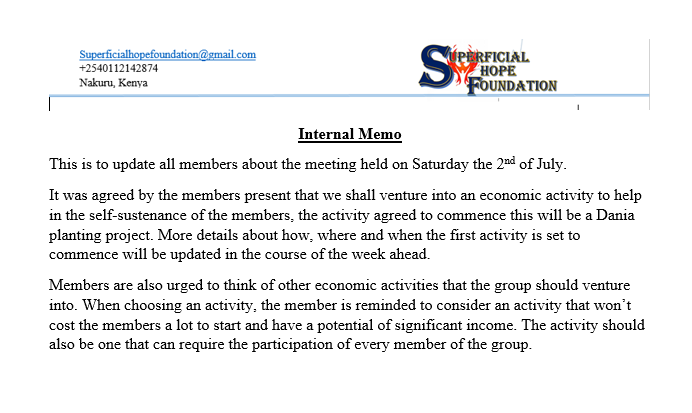 Superficialhopefoundation@gmail.com
+2540112142874
Nakuru, Kenya
SUPERFICIAL
HOPE
FOUNDATION
Internal Memo
This is to update all members about the meeting held on Saturday the 2nd of July.
It was agreed by the members present that we shall venture into an economic activity to help
in the self-sustenance of the members, the activity agreed to commence this will be a Dania
planting project. More details about how, where and when the first activity is set to
commence will be updated in the course of the week ahead.
Members are also urged to think of other economic activities that the group should venture
into. When choosing an activity, the member is reminded to consider an activity that won’t
cost the members a lot to start and have a potential of significant income. The activity should
also be one that can require the participation of every member of the group.